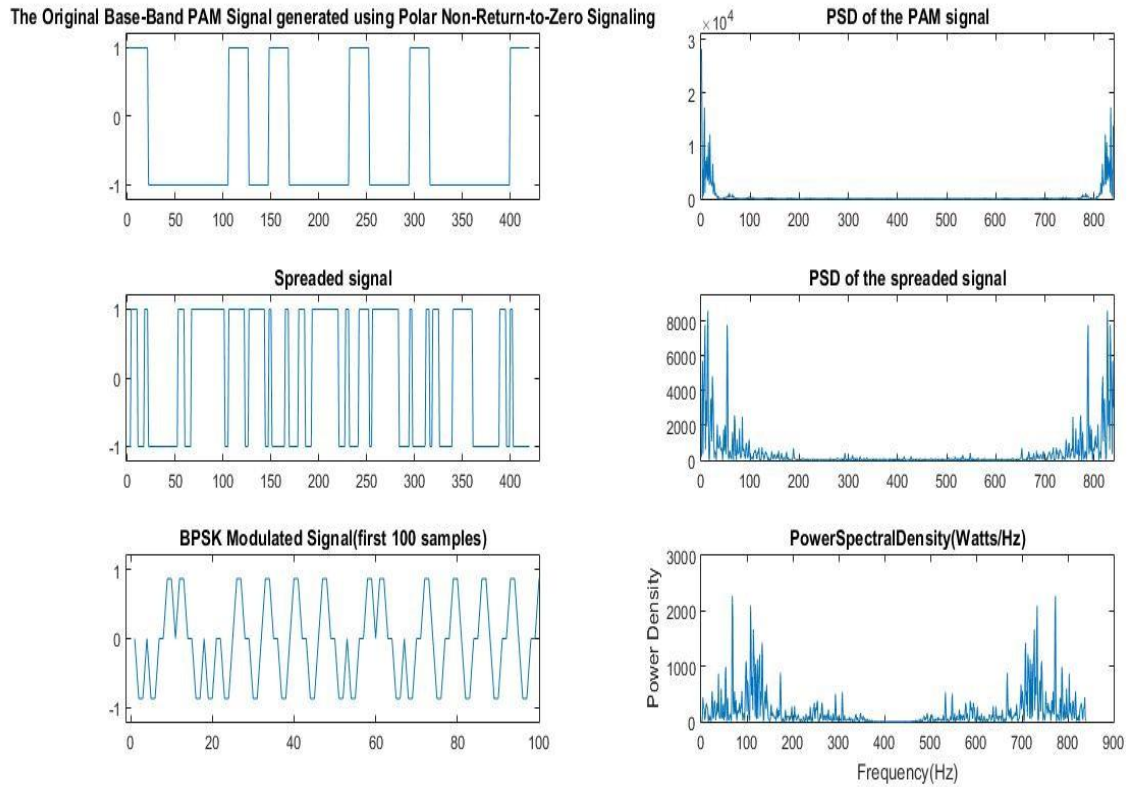 The Original Base-Band PAM Signal generated using Polar Non-Return-to-Zero Signaling
1
0
-1
0 50 100 150 200 250 300 350 400
PSD of the PAM signal
×10^4
3
2
1
0
0 100 200 300 400 500 600 700 800
Spreaded signal
1
0
-1
0 50 100 150 200 250 300 350 400
PSD of the spreaded signal
8000
6000
4000
2000
0
0 100 200 300 400 500 600 700 800
BPSK Modulated Signal(first 100 samples)
1
0
-1
0 20 40 60 80 100
PowerSpectralDensity(Watts/Hz)
Power Density
3000
2000
1000
0
0 100 200 300 400 500 600 700 800 900
Frequency(Hz)